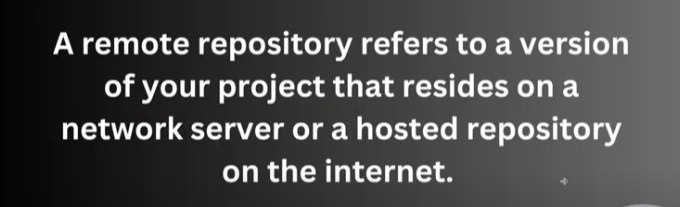 A remote repository refers to a version
of your project that resides on a
network server or a hosted repository
on the internet.